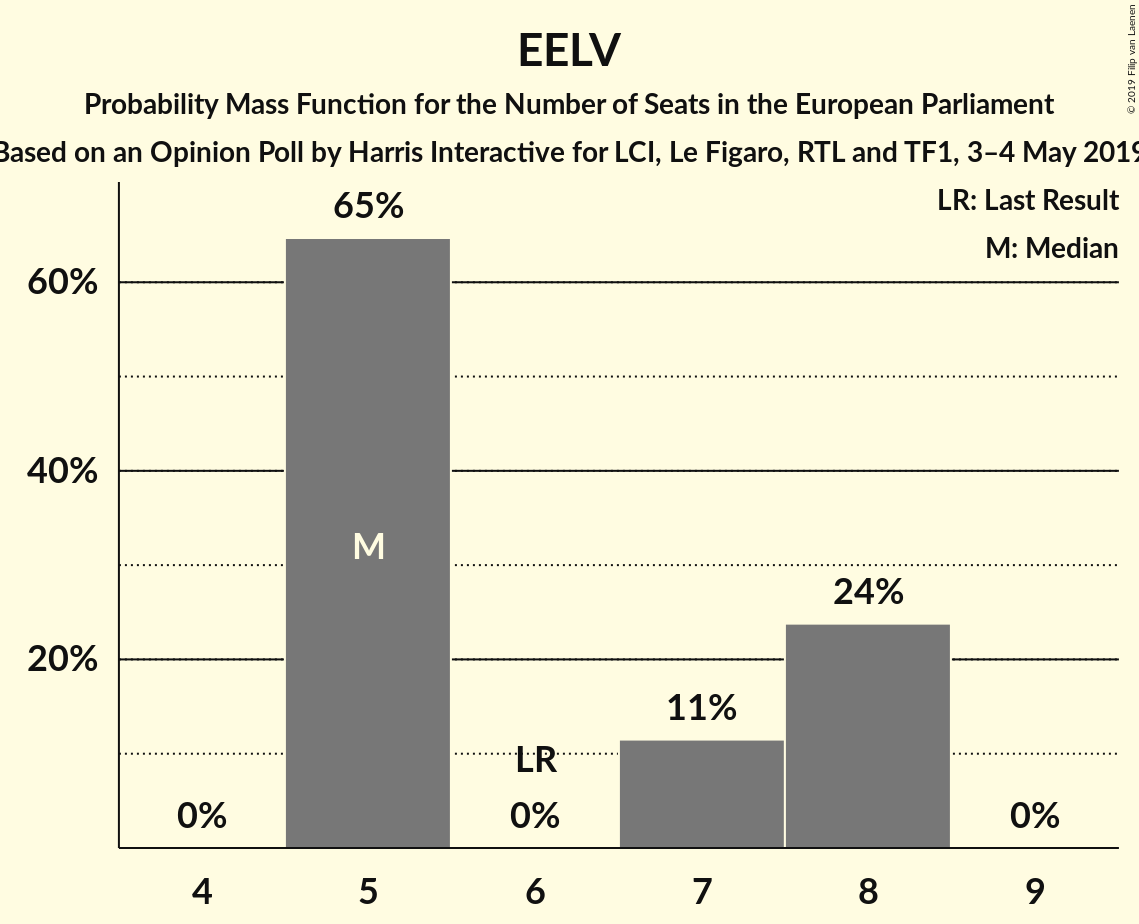 EELV
Probability Mass Function for the Number of Seats in the European Parliament
Based on an Opinion Poll by Harris Interactive for LCI, Le Figaro, RTL and TF1, 3–4 May 2019
© 2019 Filip van Laenen
LR: Last Result
M: Median
65%
60%
40%
M
24%
20%
11%
LR
0%
0%
0%
4 5 6 7 8 9